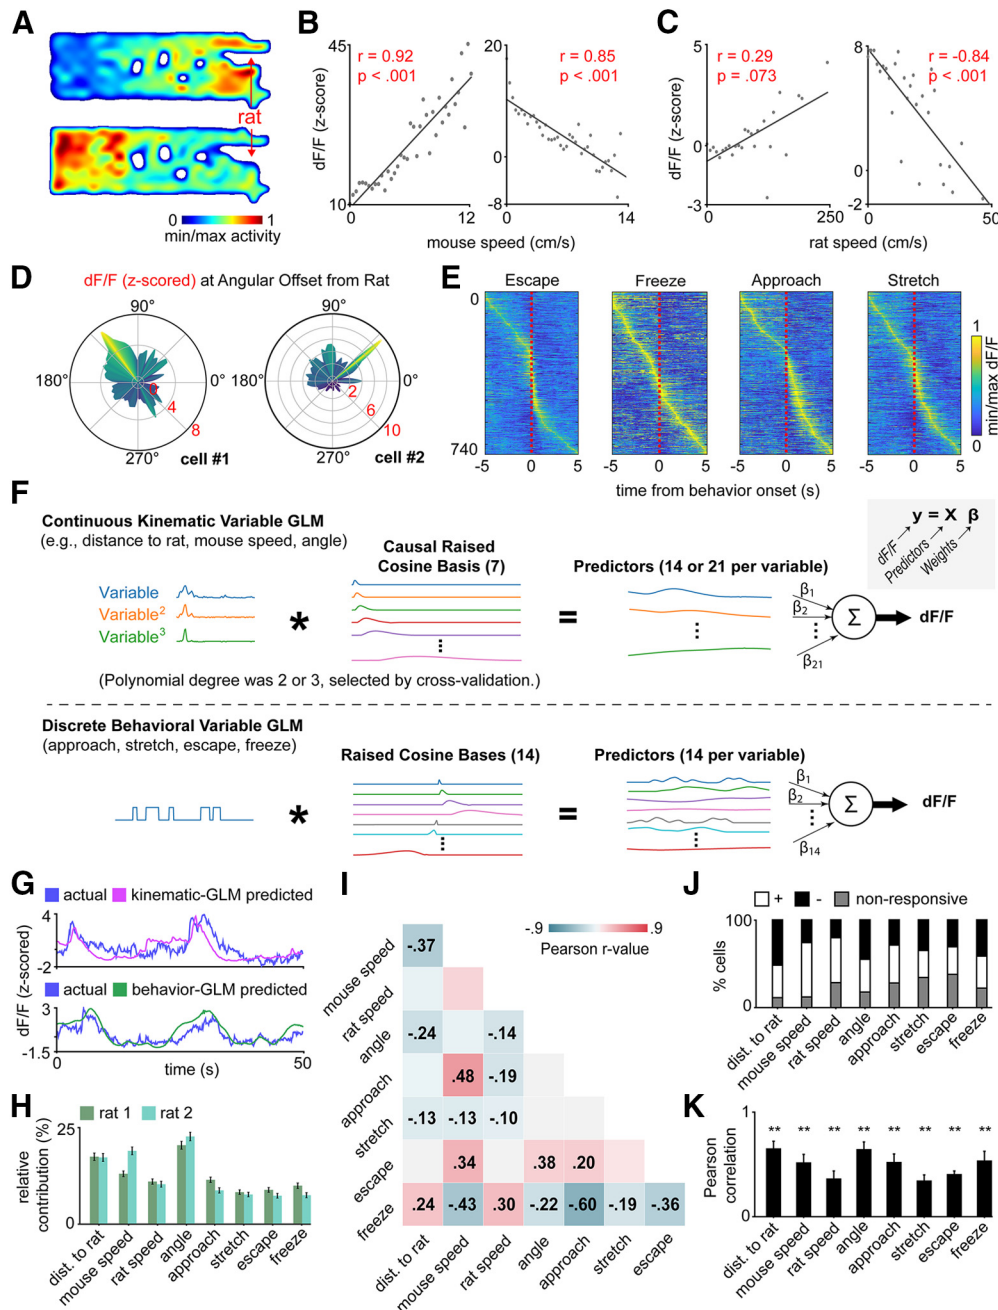 A
rat
0 1
min/max activity
B
45
r = 0.92
p < .001
dF/F (z-score)
10
0 12
20
r = 0.85
p < .001
0
-8
0 14
mouse speed (cm/s)
C
5
r = 0.29
p = .073
dF/F (z-score)
0
-3
0 250
8
r = -0.84
p < .001
-2
0 50
rat speed (cm/s)
D
dF/F (z-scored) at Angular Offset from Rat
90°
180° 0°
0
4
8
270°
cell #1
90°
180° 0°
2
6
10
270°
cell #2
E
Escape Freeze Approach Stretch
0
740
-5 0 5 -5 0 5 -5 0 5 -5 0 5
time from behavior onset (s)
1
0
min/max dF/F
F
Continuous Kinematic Variable GLM
(e.g., distance to rat, mouse speed, angle)
Variable
Variable²
Variable³
*
Causal Raised
Cosine Basis (7)
=
Predictors (14 or 21 per variable)
β1
β2
β21
Σ
dF/F
y = X β
dF/F
Predictors
Weights
(Polynomial degree was 2 or 3, selected by cross-validation.)
Discrete Behavioral Variable GLM
(approach, stretch, escape, freeze)
*
Raised Cosine Bases (14)
=
Predictors (14 per variable)
β1
β2
β14
Σ
dF/F
G
actual kinematic-GLM predicted
4
-2
actual behavior-GLM predicted
3
-1.5
dF/F (z-scored)
0 50
time (s)
H
rat 1 rat 2
25
0
relative
contribution (%)
dist. to rat
mouse speed
rat speed
angle
approach
stretch
escape
freeze
I
-.9 .9
Pearson r-value
mouse speed -.37
rat speed
angle -.24 -.14
approach .48 -.19
stretch -.13 -.13 -.10
escape .34 .38 .20
freeze .24 -.43 .30 -.22 -.60 -.19 -.36
dist. to rat
mouse speed
rat speed
angle
approach
stretch
escape
J
+ - non-responsive
100
0
% cells
dist. to rat
mouse speed
rat speed
angle
approach
stretch
escape
freeze
K
1
0
Pearson
correlation
** ** ** ** ** ** ** **
dist. to rat
mouse speed
rat speed
angle
approach
stretch
escape
freeze